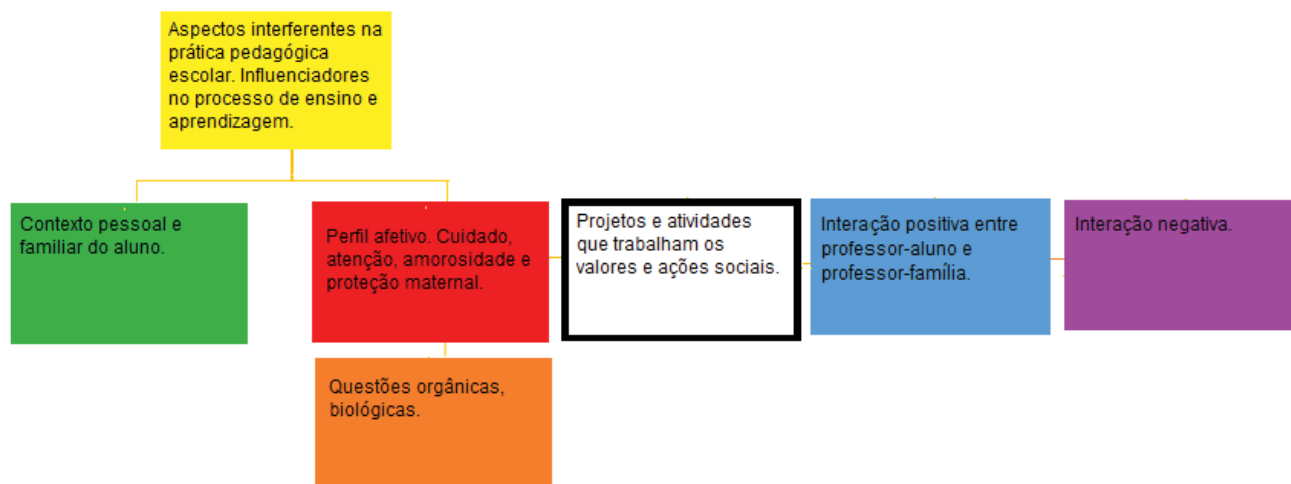 Aspectos interferentes na
prática pedagógica
escolar. Influenciadores
no processo de ensino e
aprendizagem.
Contexto pessoal e
familiar do aluno.
Perfil afetivo. Cuidado,
atenção, amorosidade e
proteção maternal.
Projetos e atividades
que trabalham os
valores e ações sociais.
Interação positiva entre
professor-aluno e
professor-família.
Interação negativa.
Questões orgânicas,
biológicas.